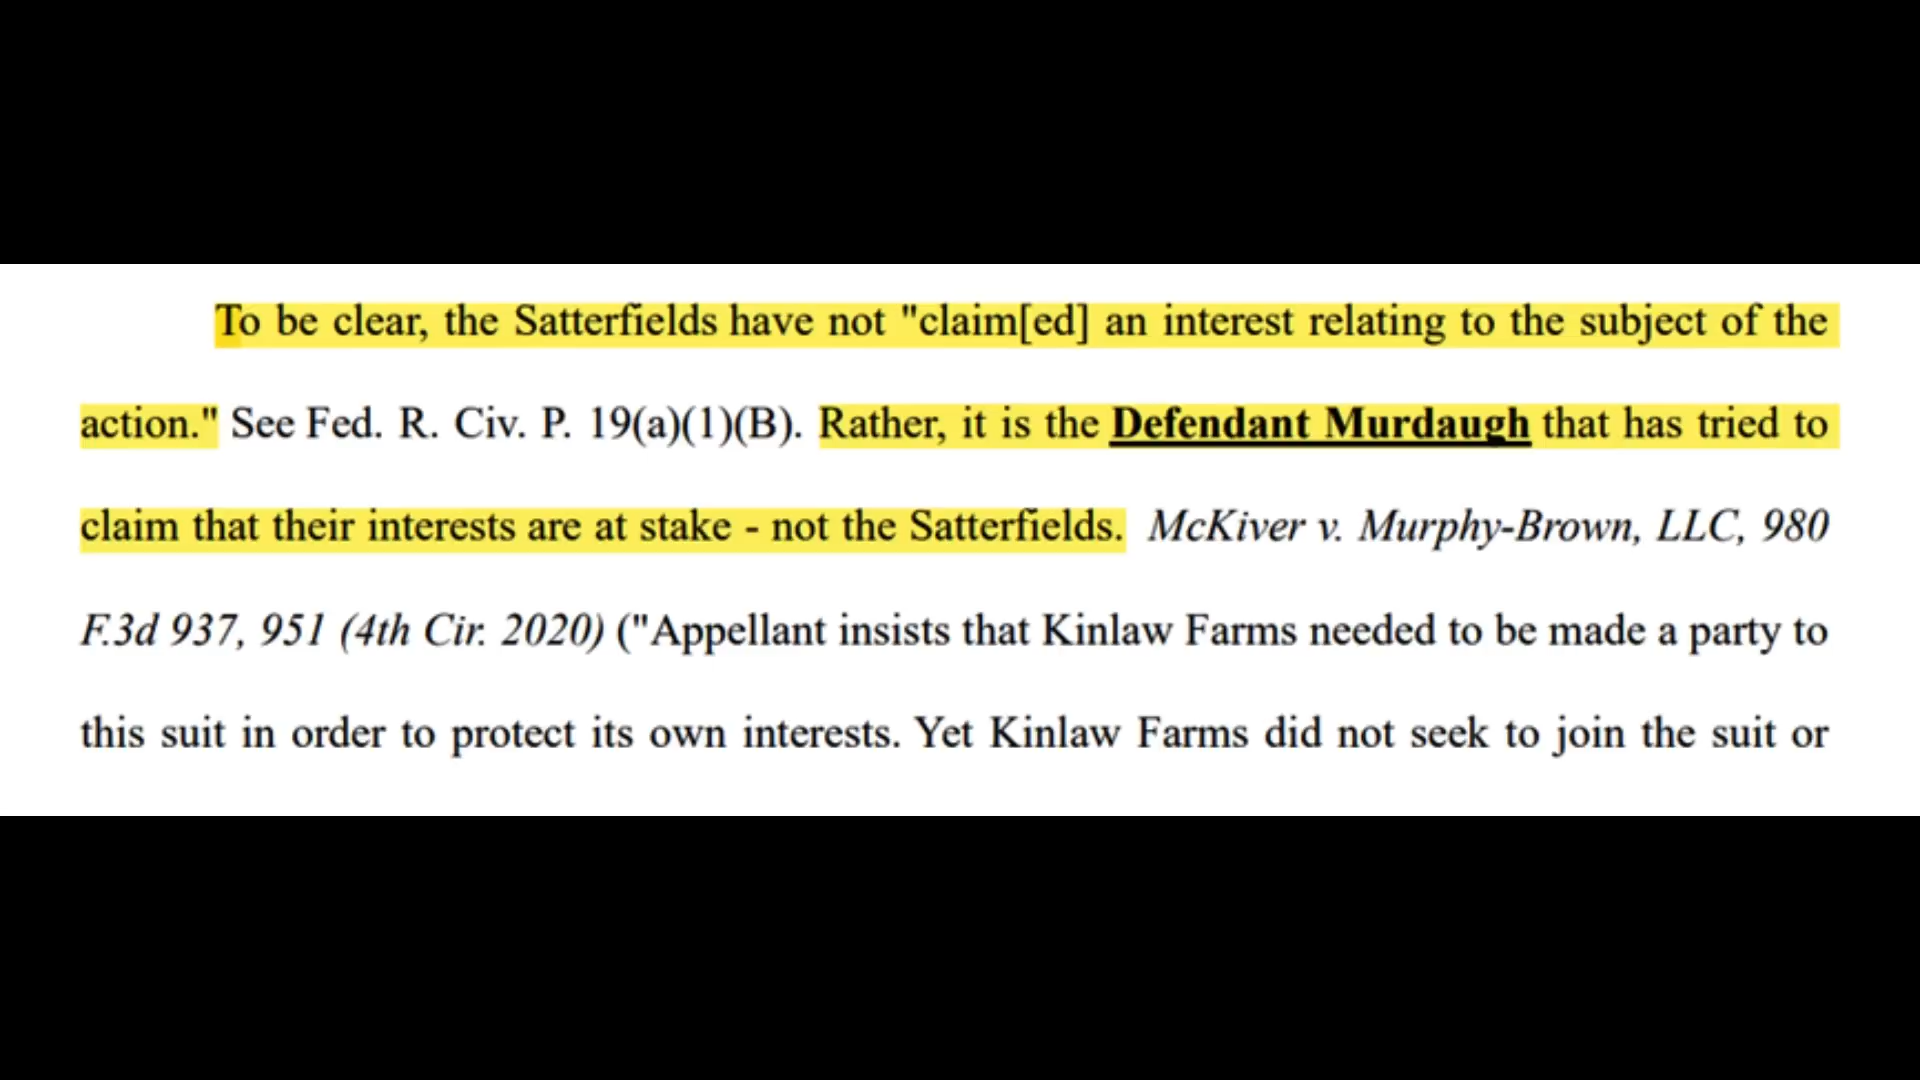 To be clear, the Satterfields have not "claim[ed] an interest relating to the subject of the
action." See Fed. R. Civ. P. 19(a)(1)(B). Rather, it is the Defendant Murdaugh that has tried to
claim that their interests are at stake - not the Satterfields. McKiver v. Murphy-Brown, LLC, 980
F.3d 937, 951 (4th Cir. 2020) ("Appellant insists that Kinlaw Farms needed to be made a party to
this suit in order to protect its own interests. Yet Kinlaw Farms did not seek to join the suit or